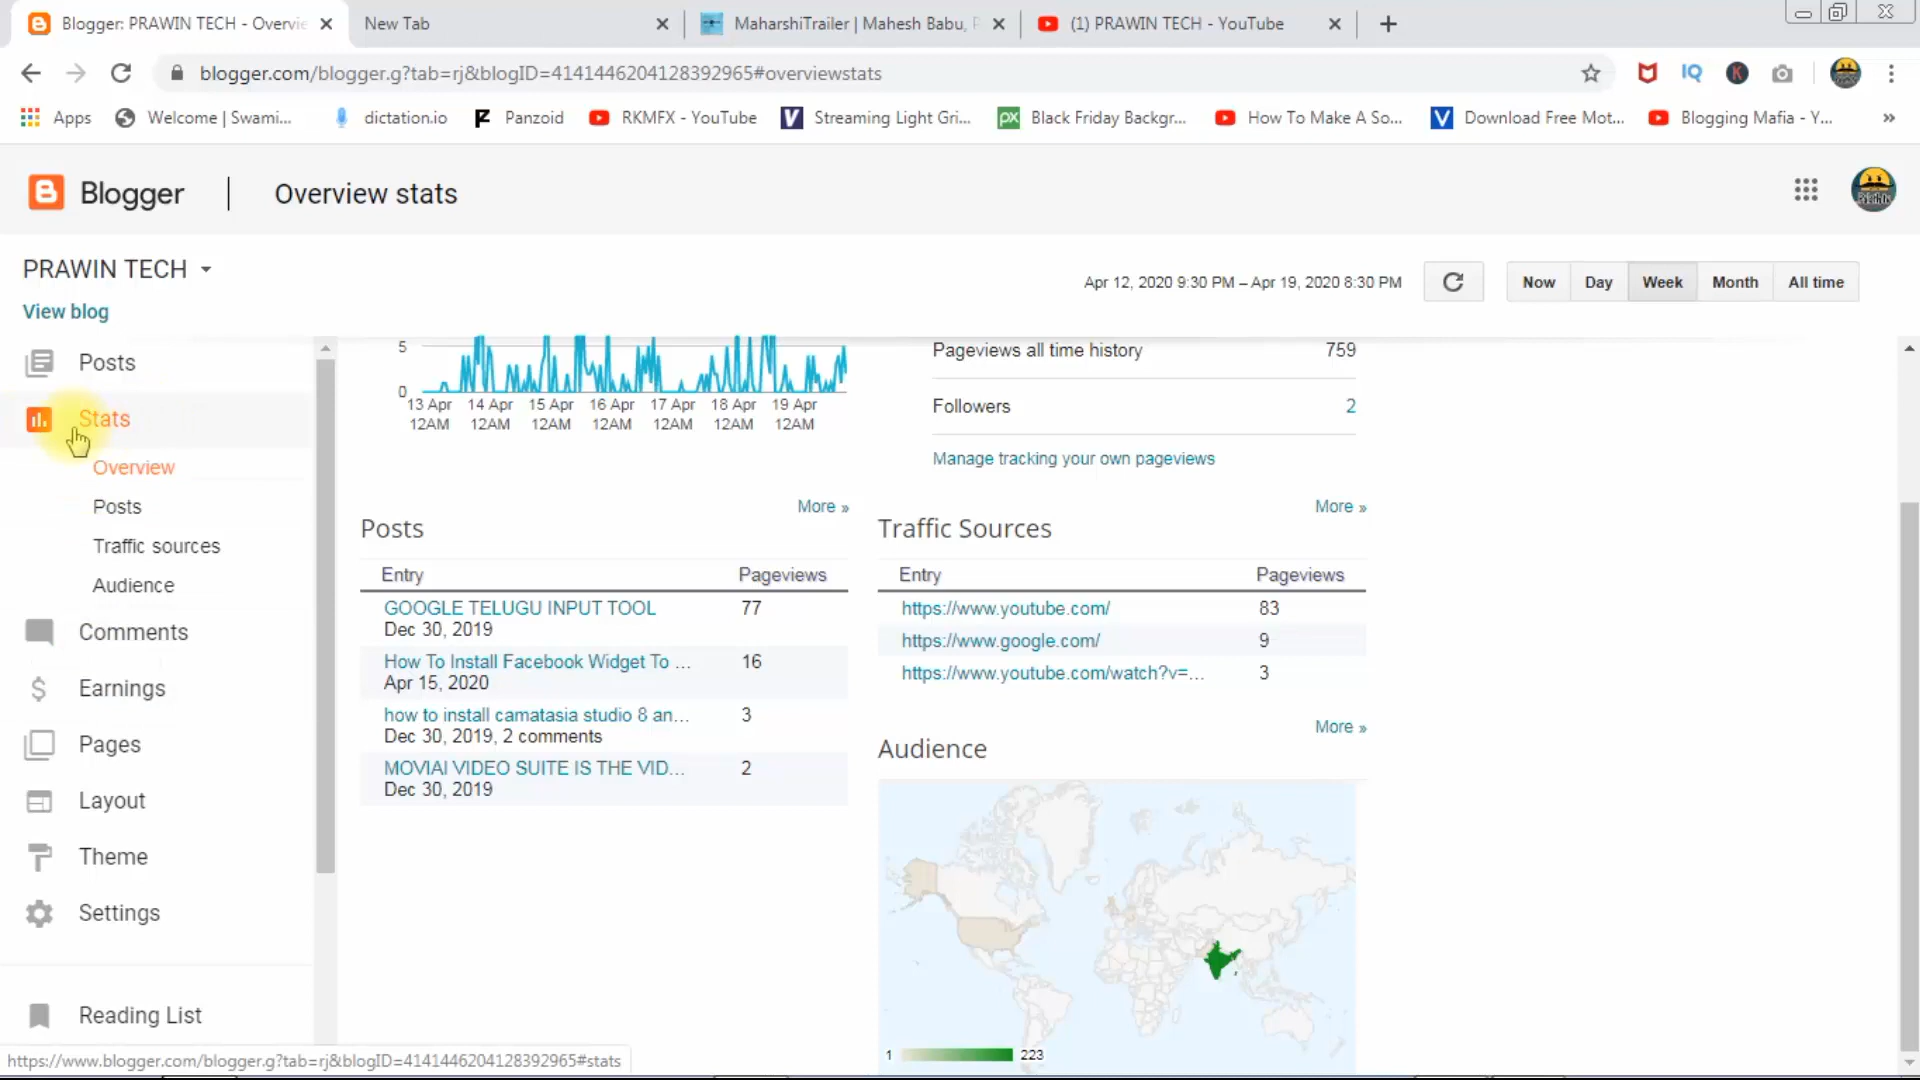 Blogger: PRAWIN TECH - Overvie
New Tab
MaharshiTrailer | Mahesh Babu, P
(1) PRAWIN TECH - YouTube
blogger.com/blogger.g?tab=rj&blogID=4141446204128392965#overviewstats
Apps
Welcome | Swami...
dictation.io
Panzoid
RKMFX - YouTube
Streaming Light Gri...
Black Friday Backgr...
How To Make A So...
Download Free Mot...
Blogging Mafia - Y...
Blogger
Overview stats
PRAWIN TECH
View blog
Apr 12, 2020 9:30 PM – Apr 19, 2020 8:30 PM
Now
Day
Week
Month
All time
Posts
Stats
Overview
Posts
Traffic sources
Audience
Comments
Earnings
Pages
Layout
Theme
Settings
Reading List
5
0
13 Apr 14 Apr 15 Apr 16 Apr 17 Apr 18 Apr 19 Apr
12AM 12AM 12AM 12AM 12AM 12AM 12AM
Pageviews all time history 759
Followers 2
Manage tracking your own pageviews
More »
Posts
Entry Pageviews
GOOGLE TELUGU INPUT TOOL 77
Dec 30, 2019
How To Install Facebook Widget To ... 16
Apr 15, 2020
how to install camatasia studio 8 an... 3
Dec 30, 2019, 2 comments
MOVIAI VIDEO SUITE IS THE VID... 2
Dec 30, 2019
More »
Traffic Sources
Entry Pageviews
https://www.youtube.com/ 83
https://www.google.com/ 9
https://www.youtube.com/watch?v=... 3
More »
Audience
1 223
https://www.blogger.com/blogger.g?tab=rj&blogID=4141446204128392965#stats